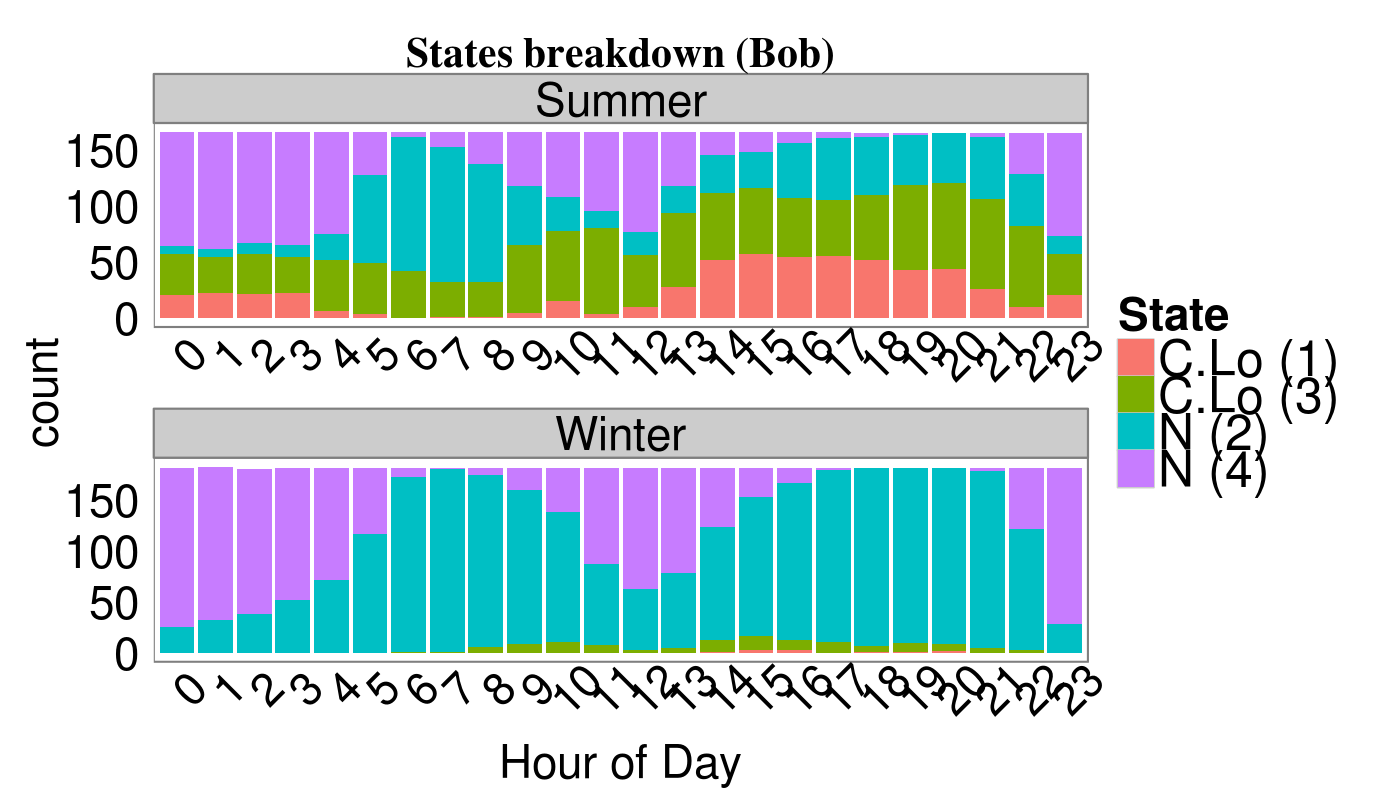 States breakdown (Bob)
Summer
150
100
50
0
0 1 2 3 4 5 6 7 8 9 10 11 12 13 14 15 16 17 18 19 20 21 22 23
count
State
C.Lo (1)
C.Lo (3)
N (2)
N (4)
Winter
150
100
50
0
0 1 2 3 4 5 6 7 8 9 10 11 12 13 14 15 16 17 18 19 20 21 22 23
Hour of Day